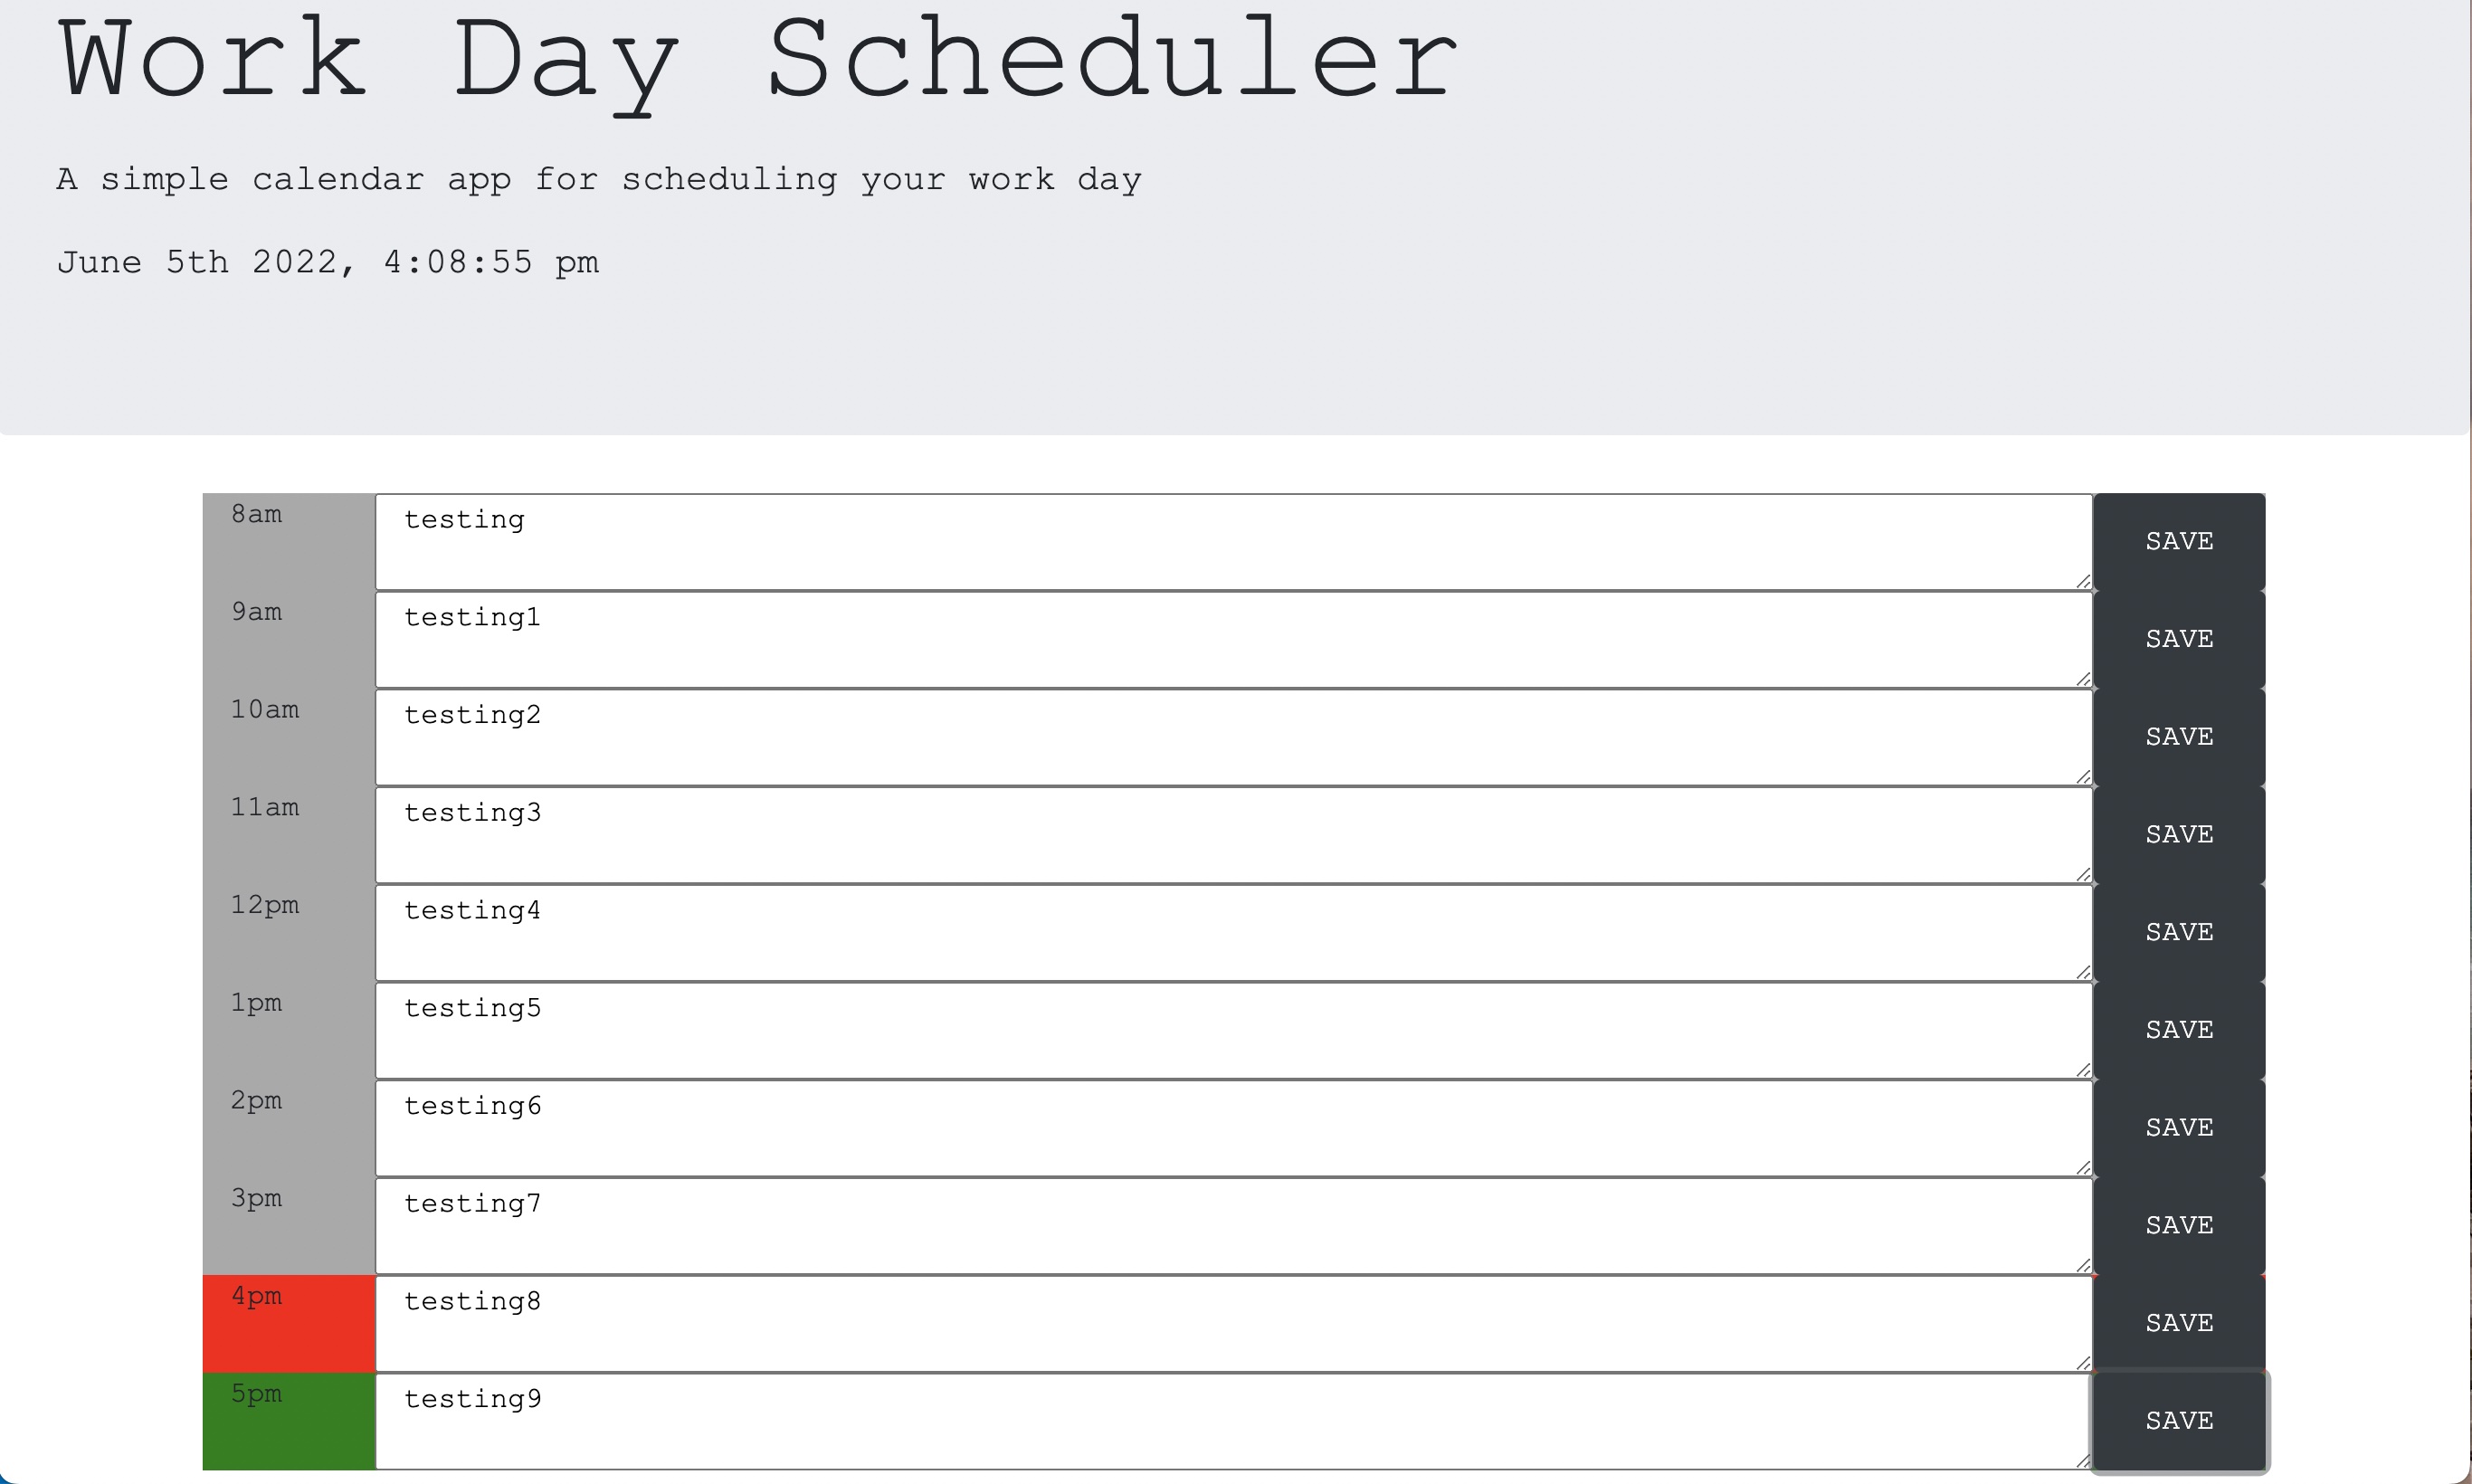 Work Day Scheduler
A simple calendar app for scheduling your work day
June 5th 2022, 4:08:55 pm
8am testing SAVE
9am testing1 SAVE
10am testing2 SAVE
11am testing3 SAVE
12pm testing4 SAVE
1pm testing5 SAVE
2pm testing6 SAVE
3pm testing7 SAVE
4pm testing8 SAVE
5pm testing9 SAVE